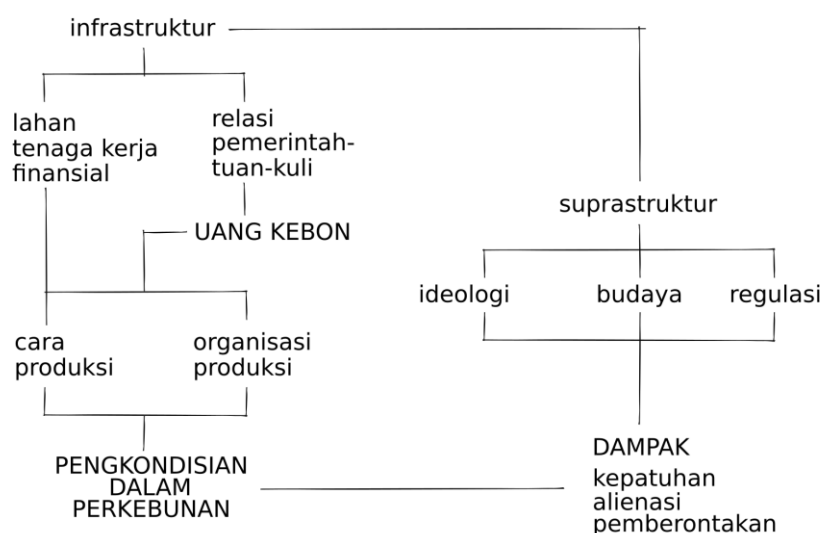 infrastruktur
lahan
tenaga kerja
finansial
relasi
pemerintah-
tuan-kuli
UANG KEBON
cara
produksi
organisasi
produksi
PENGKONDISIAN
DALAM
PERKEBUNAN
suprastruktur
ideologi
budaya
regulasi
DAMPAK
kepatuhan
alienasi
pemberontakan